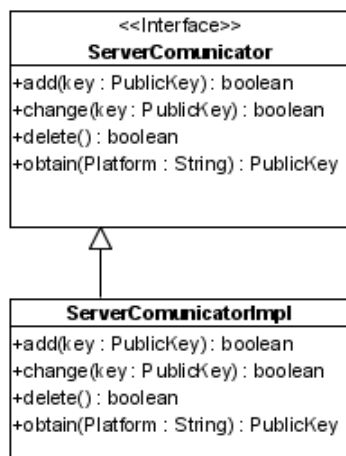 <<Interface>>
ServerComunicator
+add(key : PublicKey) : boolean
+change(key : PublicKey) : boolean
+delete() : boolean
+obtain(Platform : String) : PublicKey
ServerComunicatorImpl
+add(key : PublicKey) : boolean
+change(key : PublicKey) : boolean
+delete() : boolean
+obtain(Platform : String) : PublicKey